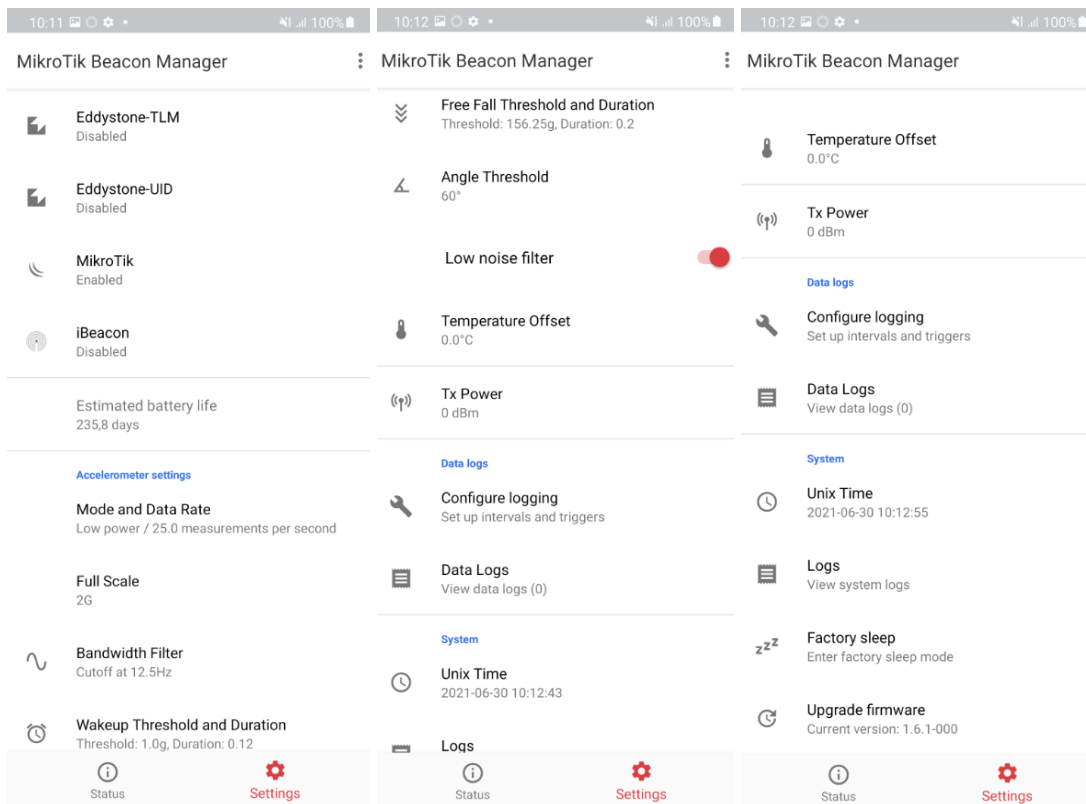 10:11 100%
MikroTik Beacon Manager
Eddystone-TLM
Disabled
Eddystone-UID
Disabled
MikroTik
Enabled
iBeacon
Disabled
Estimated battery life
235,8 days
Accelerometer settings
Mode and Data Rate
Low power / 25.0 measurements per second
Full Scale
2G
Bandwidth Filter
Cutoff at 12.5Hz
Wakeup Threshold and Duration
Threshold: 1.0g, Duration: 0.12
Status Settings
10:12 100%
MikroTik Beacon Manager
Free Fall Threshold and Duration
Threshold: 156.25g, Duration: 0.2
Angle Threshold
60°
Low noise filter
Temperature Offset
0.0°C
Tx Power
0 dBm
Data logs
Configure logging
Set up intervals and triggers
Data Logs
View data logs (0)
System
Unix Time
2021-06-30 10:12:43
Logs
Status Settings
10:12 100%
MikroTik Beacon Manager
Temperature Offset
0.0°C
Tx Power
0 dBm
Data logs
Configure logging
Set up intervals and triggers
Data Logs
View data logs (0)
System
Unix Time
2021-06-30 10:12:55
Logs
View system logs
zzZ Factory sleep
Enter factory sleep mode
Upgrade firmware
Current version: 1.6.1-000
Status Settings